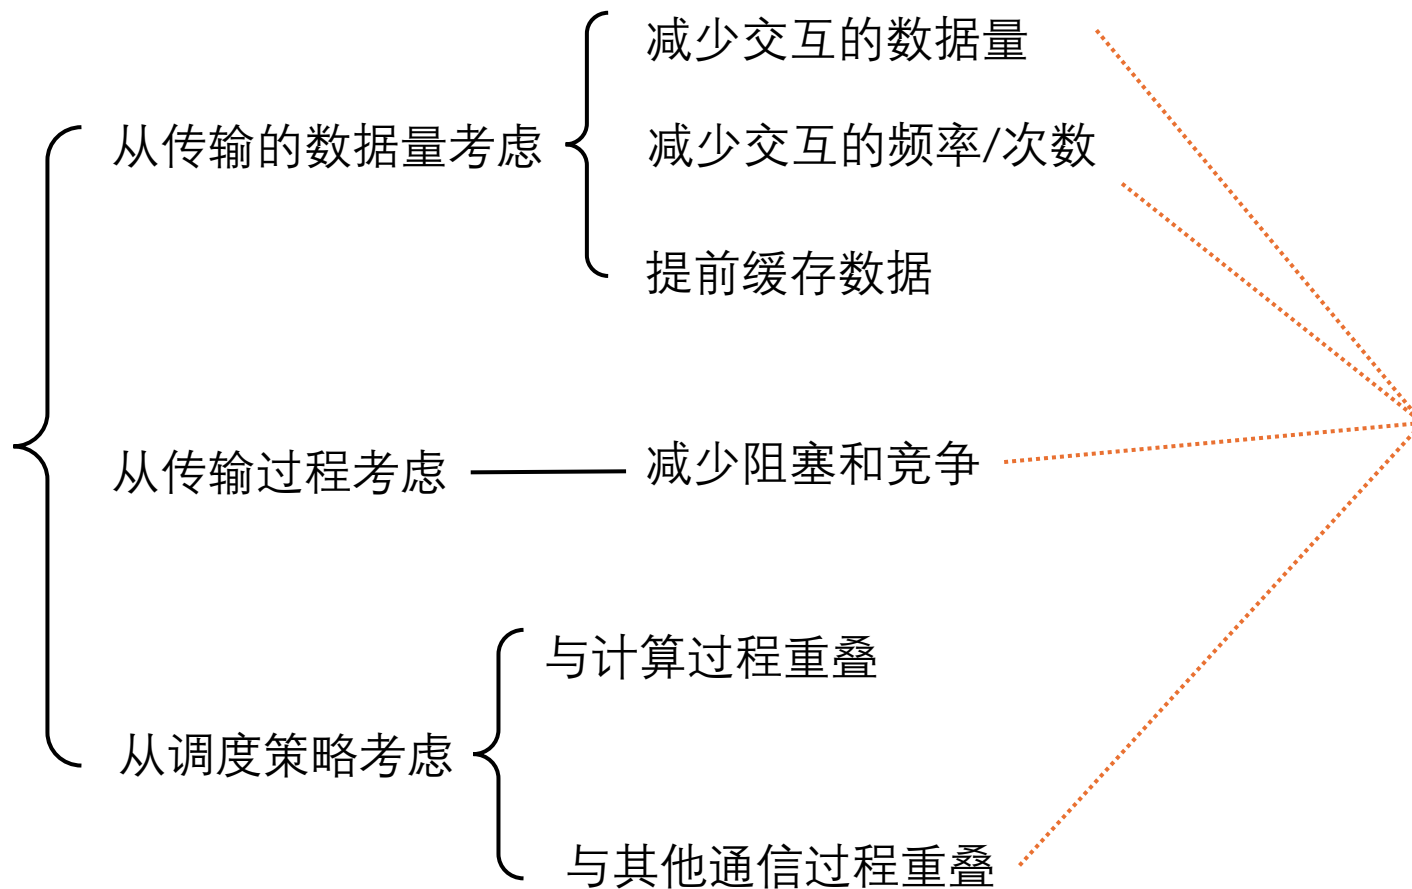 减少交互的数据量
从传输的数据量考虑
减少交互的频率/次数
提前缓存数据
从传输过程考虑
减少阻塞和竞争
与计算过程重叠
从调度策略考虑
与其他通信过程重叠